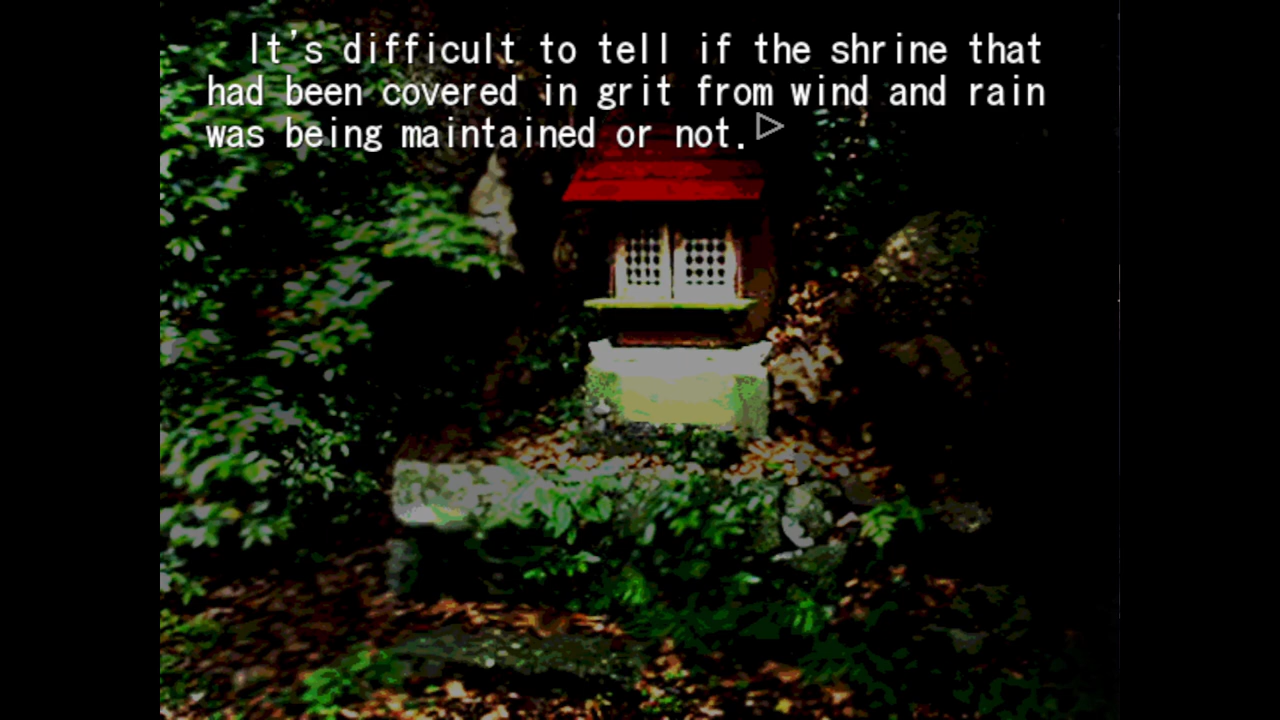 It's difficult to tell if the shrine that
had been covered in grit from wind and rain
was being maintained or not.